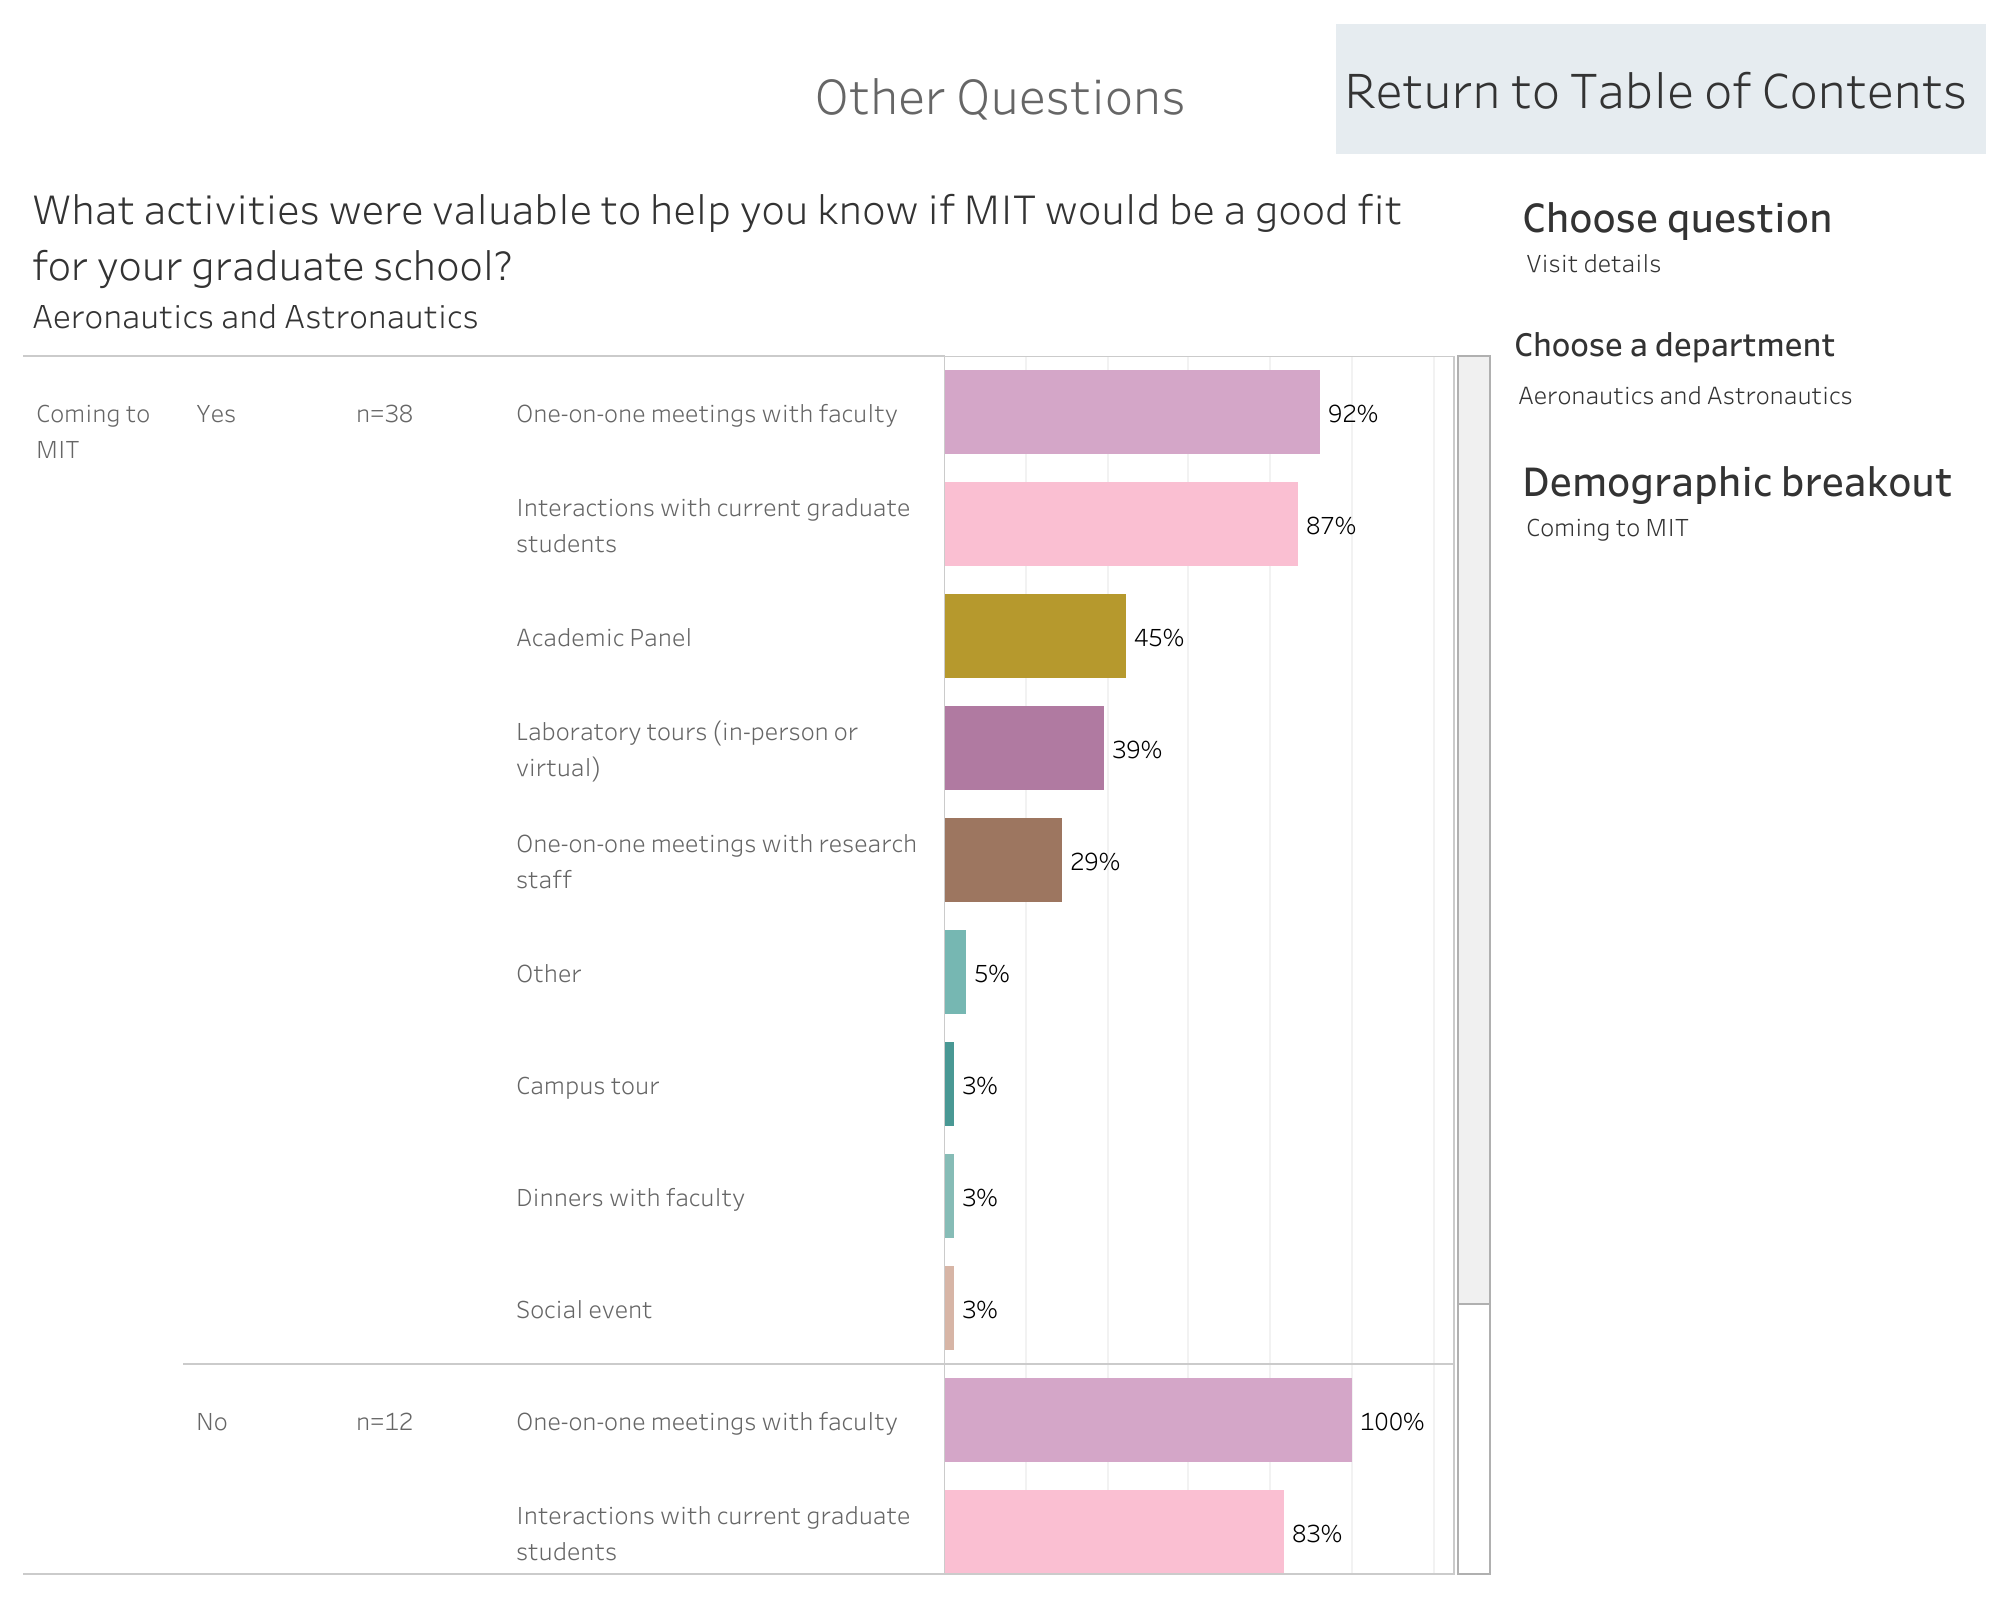 Other Questions
Return to Table of Contents
What activities were valuable to help you know if MIT would be a good fit
for your graduate school?
Aeronautics and Astronautics
Choose question
Visit details
Choose a department
Aeronautics and Astronautics
Demographic breakout
Coming to MIT
Coming to
MIT
Yes
n=38
One-on-one meetings with faculty
92%
Interactions with current graduate
students
87%
Academic Panel
45%
Laboratory tours (in-person or
virtual)
39%
One-on-one meetings with research
staff
29%
Other
5%
Campus tour
3%
Dinners with faculty
3%
Social event
3%
No
n=12
One-on-one meetings with faculty
100%
Interactions with current graduate
students
83%